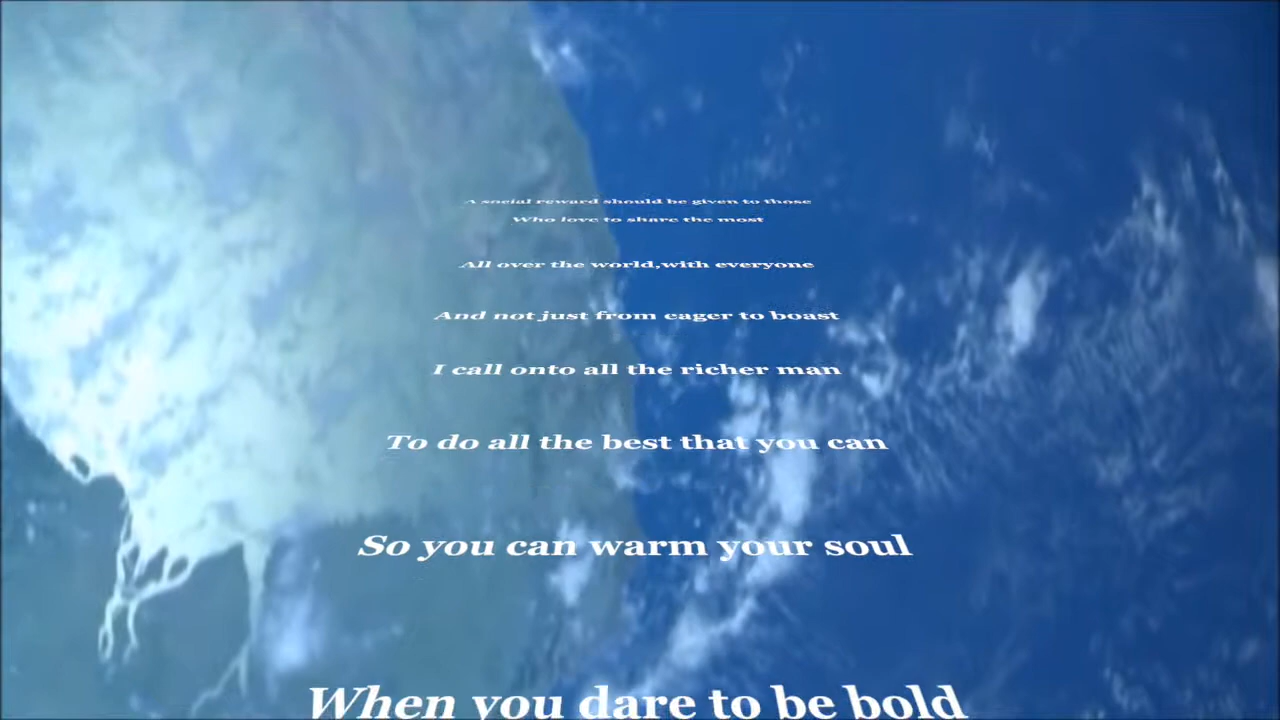 A social reward should be given to those
Who love to share the most
All over the world,with everyone
And not just from eager to boast
I call onto all the richer man
To do all the best that you can
So you can warm your soul
When you dare to be bold